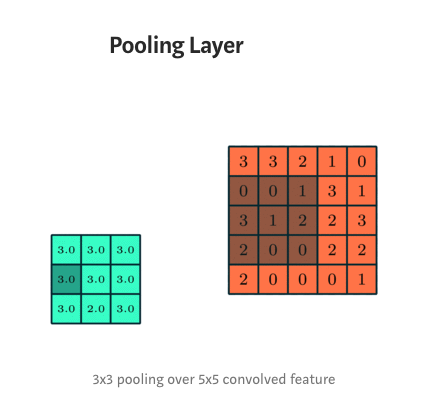 Pooling Layer
3 3 2 1 0
0 0 1 3 1
3 1 2 2 3
2 0 0 2 2
2 0 0 0 1
3.0 3.0 3.0
3.0 3.0 3.0
3.0 2.0 3.0
3x3 pooling over 5x5 convolved feature